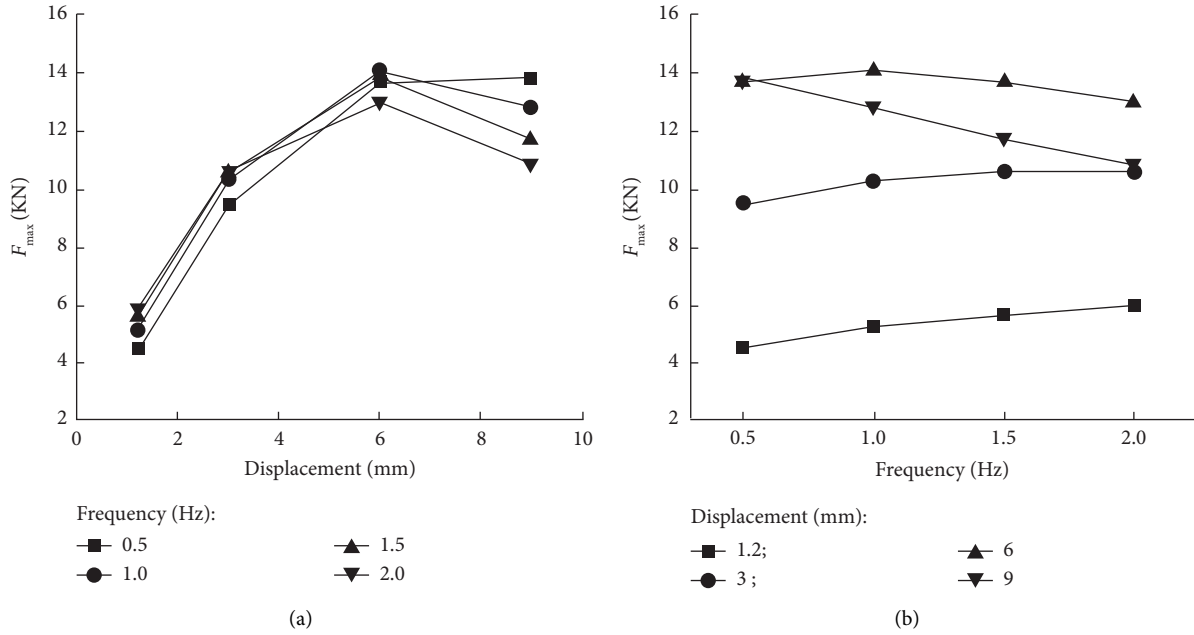 16
14
12
10
8
6
4
2
F max (KN)
0 2 4 6 8 10
Displacement (mm)
Frequency (Hz):
0.5 1.5
1.0 2.0
(a)
16
14
12
10
8
6
4
2
F max (KN)
0.5 1.0 1.5 2.0
Frequency (Hz)
Displacement (mm):
1.2; 6
3 ; 9
(b)